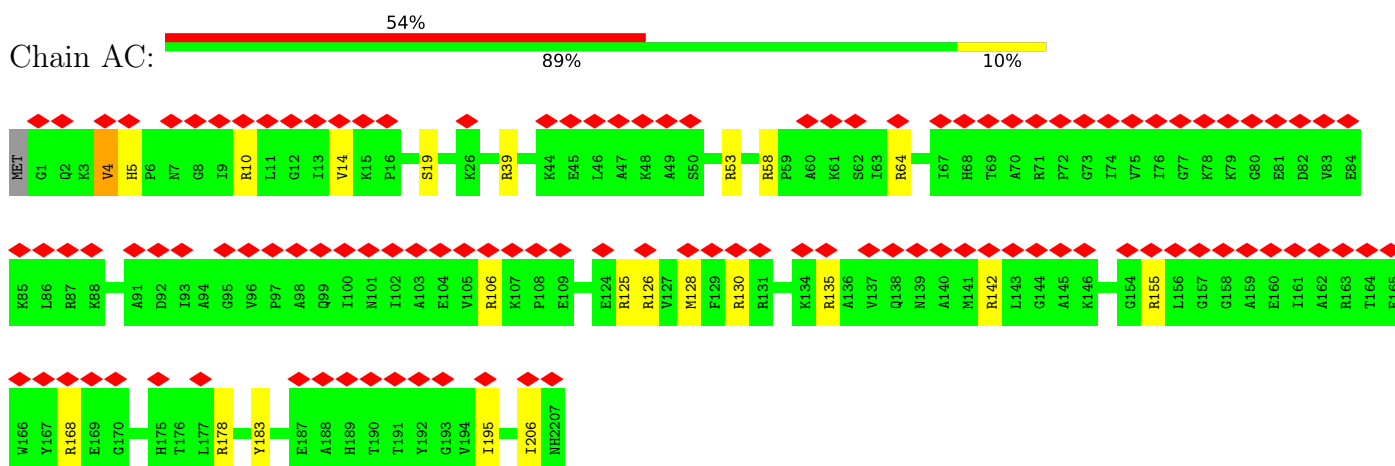 54%
Chain AC:
89% 10%
MET G1 Q2 K3 V4 H5 P6 N7 G8 I9 R10 L11 G12 I13 V14 K15 P16 S19 K26 R39 K44 E45 L46 A47 K48 A49 S50 R53 R58 P59 A60 K61 S62 I63 R64 I67 H68 T69 A70 R71 P72 G73 I74 V75 I76 G77 K78 K79 G80 E81 D82 V83 E84
K85 L86 R87 K88 A91 D92 I93 A94 G95 V96 P97 A98 Q99 I100 N101 I102 A103 E104 V105 R106 K107 P108 E109 E124 R125 R126 V127 M128 F129 R130 R131 K134 R135 A136 V137 Q138 N139 A140 M141 R142 L143 G144 A145 K146 G154 R155 L156 G157 G158 A159 E160 I161 A162 R163 T164 E165
W166 Y167 R168 E169 G170 H175 T176 L177 R178 Y183 E187 A188 H189 T190 T191 Y192 G193 V194 I195 I206 NH2207